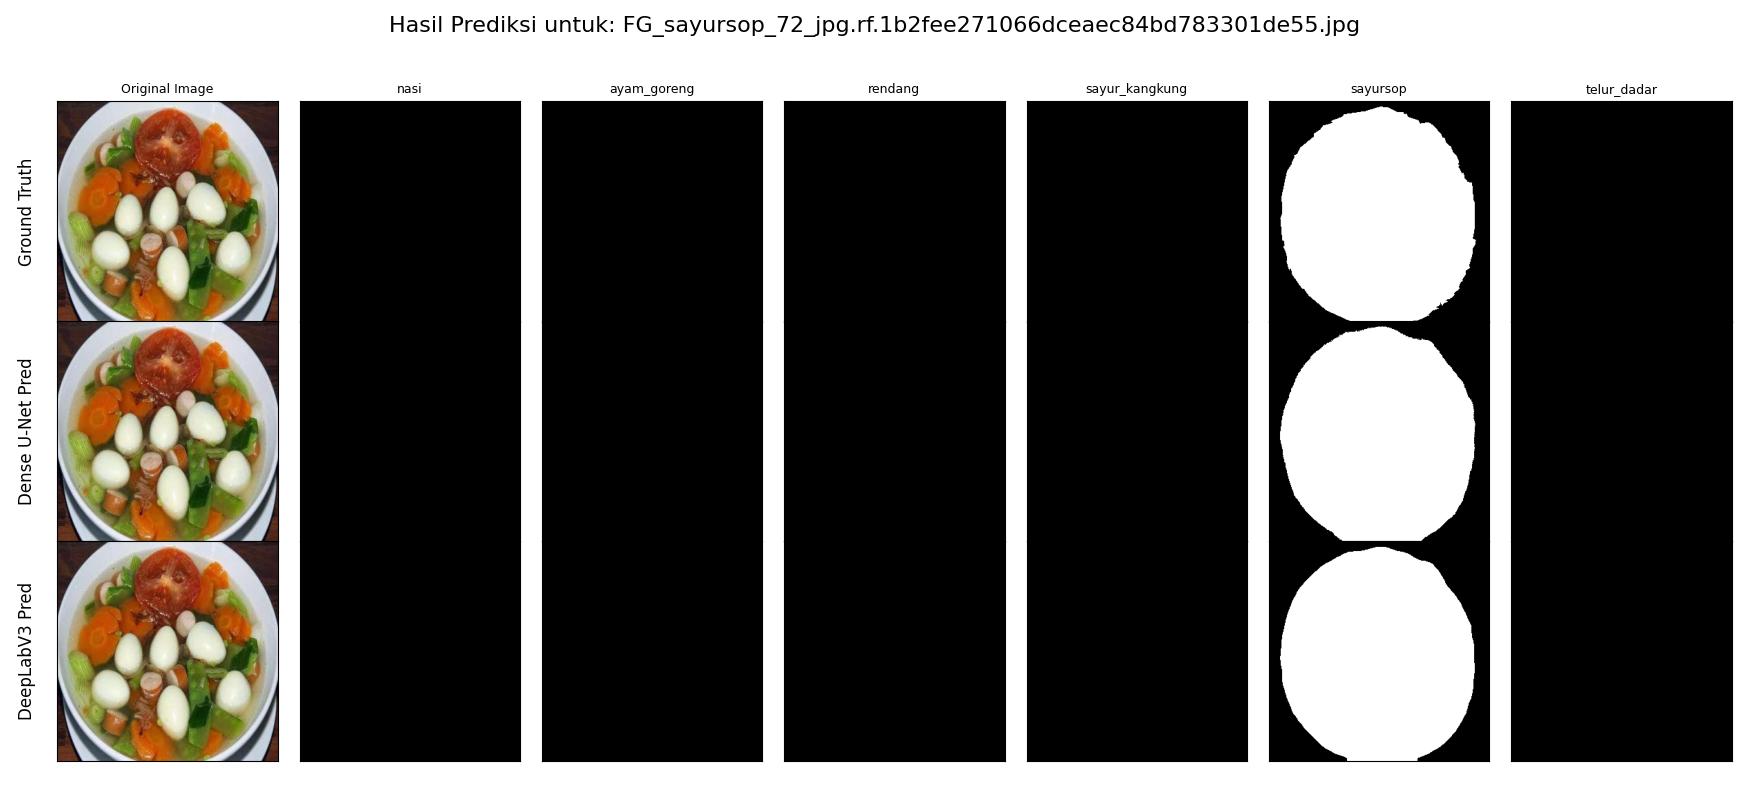 Hasil Prediksi untuk: FG_sayursop_72_jpg.rf.1b2fee271066dceaec84bd783301de55.jpg
Original Image nasi ayam_goreng rendang sayur_kangkung sayursop telur_dadar
Ground Truth
Dense U-Net Pred
DeepLabV3 Pred